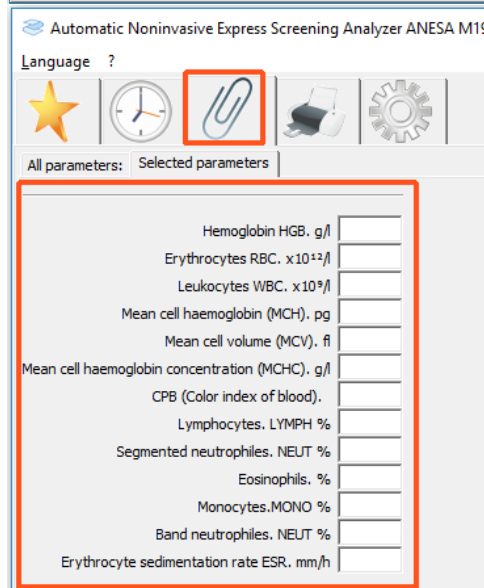 Automatic Noninvasive Express Screening Analyzer ANESA M19
Language ?
All parameters: Selected parameters
Hemoglobin HGB. g/l
Erythrocytes RBC. x10¹²/l
Leukocytes WBC. x10⁹/l
Mean cell haemoglobin (MCH). pg
Mean cell volume (MCV). fl
Mean cell haemoglobin concentration (MCHC). g/l
CPB (Color index of blood).
Lymphocytes. LYMPH %
Segmented neutrophiles. NEUT %
Eosinophils. %
Monocytes.MONO %
Band neutrophiles. NEUT %
Erythrocyte sedimentation rate ESR. mm/h